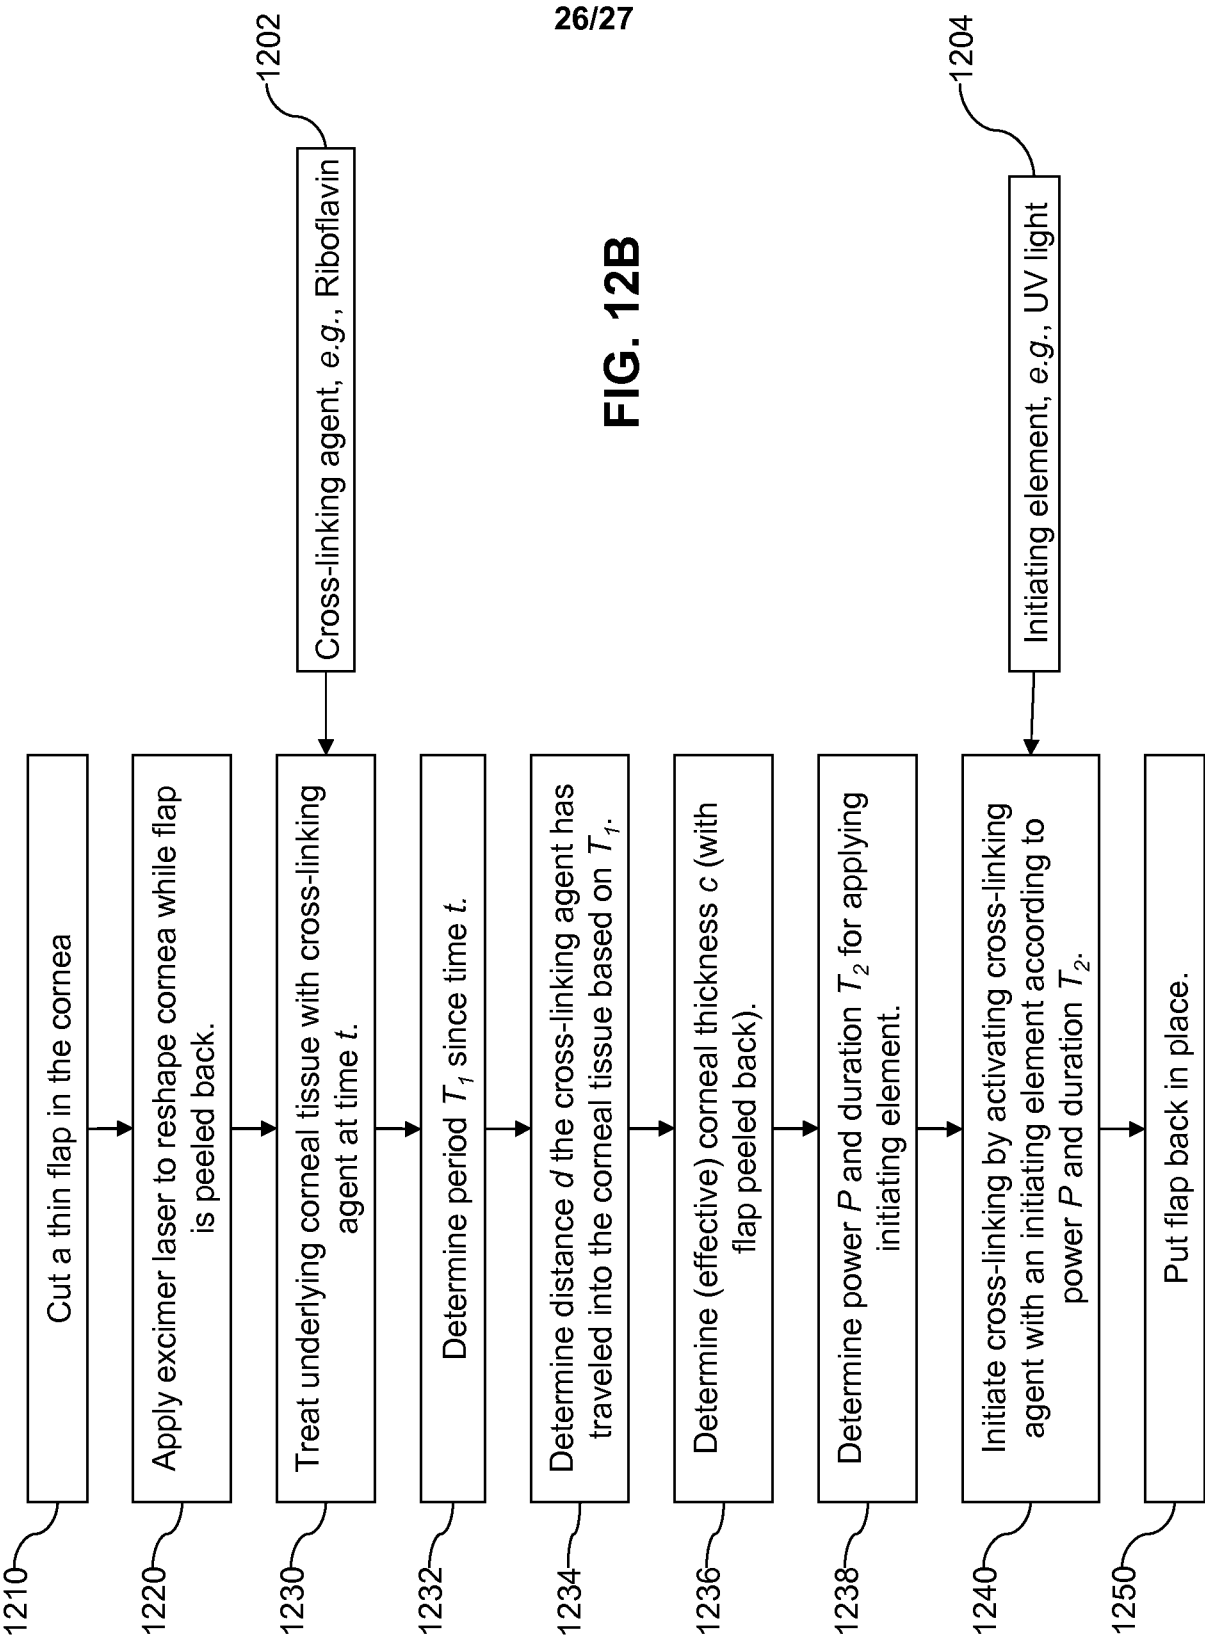 26/27
1210
Cut a thin flap in the cornea
1220
Apply excimer laser to reshape cornea while flap
is peeled back.
1230
Treat underlying corneal tissue with cross-linking
agent at time t.
Cross-linking agent, e.g., Riboflavin
1202
1232
Determine period T1 since time t.
1234
Determine distance d the cross-linking agent has
traveled into the corneal tissue based on T1.
1236
Determine (effective) corneal thickness c (with
flap peeled back).
1238
Determine power P and duration T2 for applying
initiating element.
1240
Initiate cross-linking by activating cross-linking
agent with an initiating element according to
power P and duration T2.
Initiating element, e.g., UV light
1204
1250
Put flap back in place.
FIG. 12B